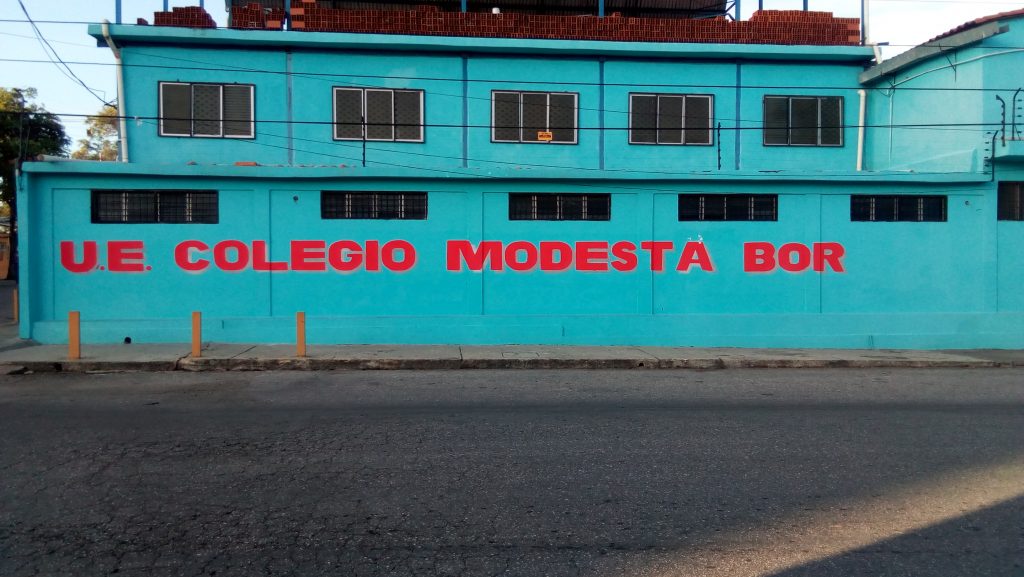 U.E. COLEGIO MODESTA BOR